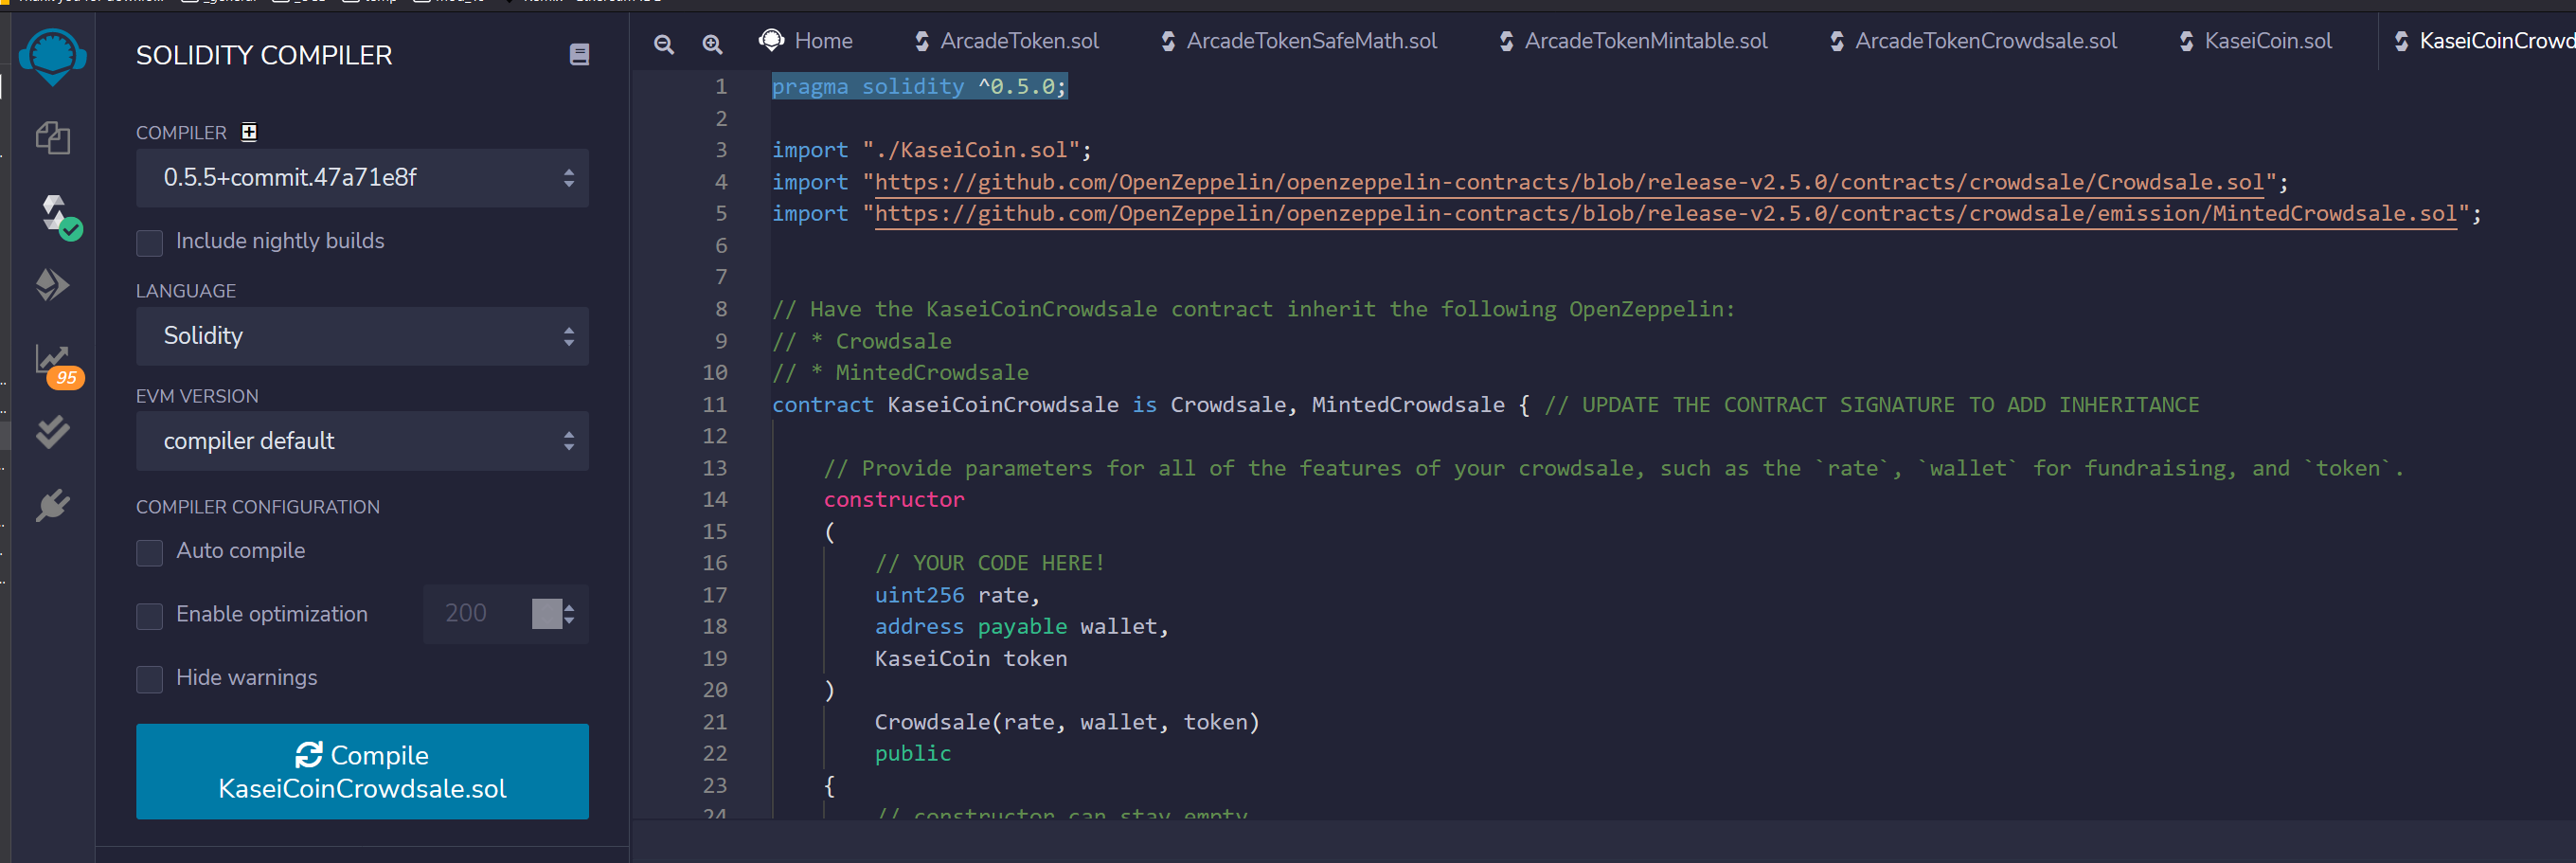 SOLIDITY COMPILER
COMPILER
0.5.5+commit.47a71e8f
Include nightly builds
LANGUAGE
Solidity
EVM VERSION
compiler default
COMPILER CONFIGURATION
Auto compile
Enable optimization 200
Hide warnings
Compile
KaseiCoinCrowdsale.sol
95
Home ArcadeToken.sol ArcadeTokenSafeMath.sol ArcadeTokenMintable.sol ArcadeTokenCrowdsale.sol KaseiCoin.sol KaseiCoinCrowd
1 pragma solidity ^0.5.0;
2
3 import "./KaseiCoin.sol";
4 import "https://github.com/OpenZeppelin/openzeppelin-contracts/blob/release-v2.5.0/contracts/crowdsale/Crowdsale.sol";
5 import "https://github.com/OpenZeppelin/openzeppelin-contracts/blob/release-v2.5.0/contracts/crowdsale/emission/MintedCrowdsale.sol";
6
7
8 // Have the KaseiCoinCrowdsale contract inherit the following OpenZeppelin:
9 // * Crowdsale
10 // * MintedCrowdsale
11 contract KaseiCoinCrowdsale is Crowdsale, MintedCrowdsale { // UPDATE THE CONTRACT SIGNATURE TO ADD INHERITANCE
12
13 // Provide parameters for all of the features of your crowdsale, such as the `rate`, `wallet` for fundraising, and `token`.
14 constructor
15 (
16 // YOUR CODE HERE!
17 uint256 rate,
18 address payable wallet,
19 KaseiCoin token
20 )
21 Crowdsale(rate, wallet, token)
22 public
23 {
24 // constructor can stay empty